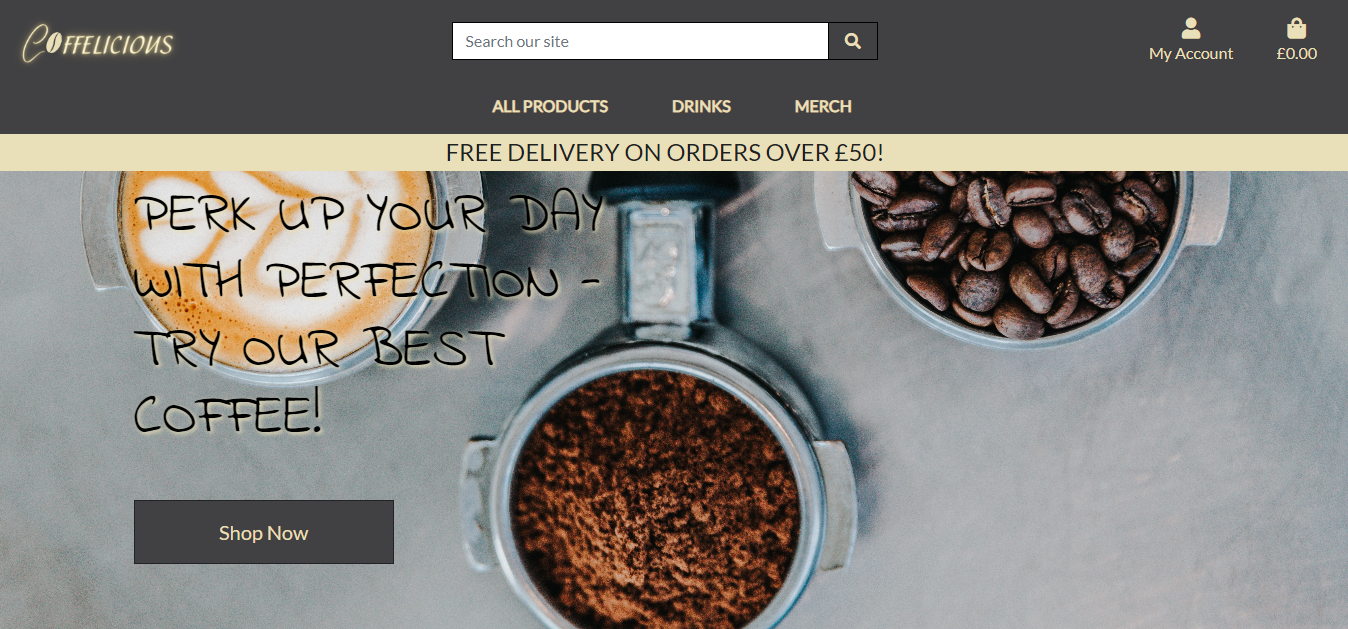 Coffelicious
Search our site
My Account
£0.00
ALL PRODUCTS
DRINKS
MERCH
FREE DELIVERY ON ORDERS OVER £50!
PERK UP YOUR DAY
WITH PERFECTION -
TRY OUR BEST
COFFEE!
Shop Now